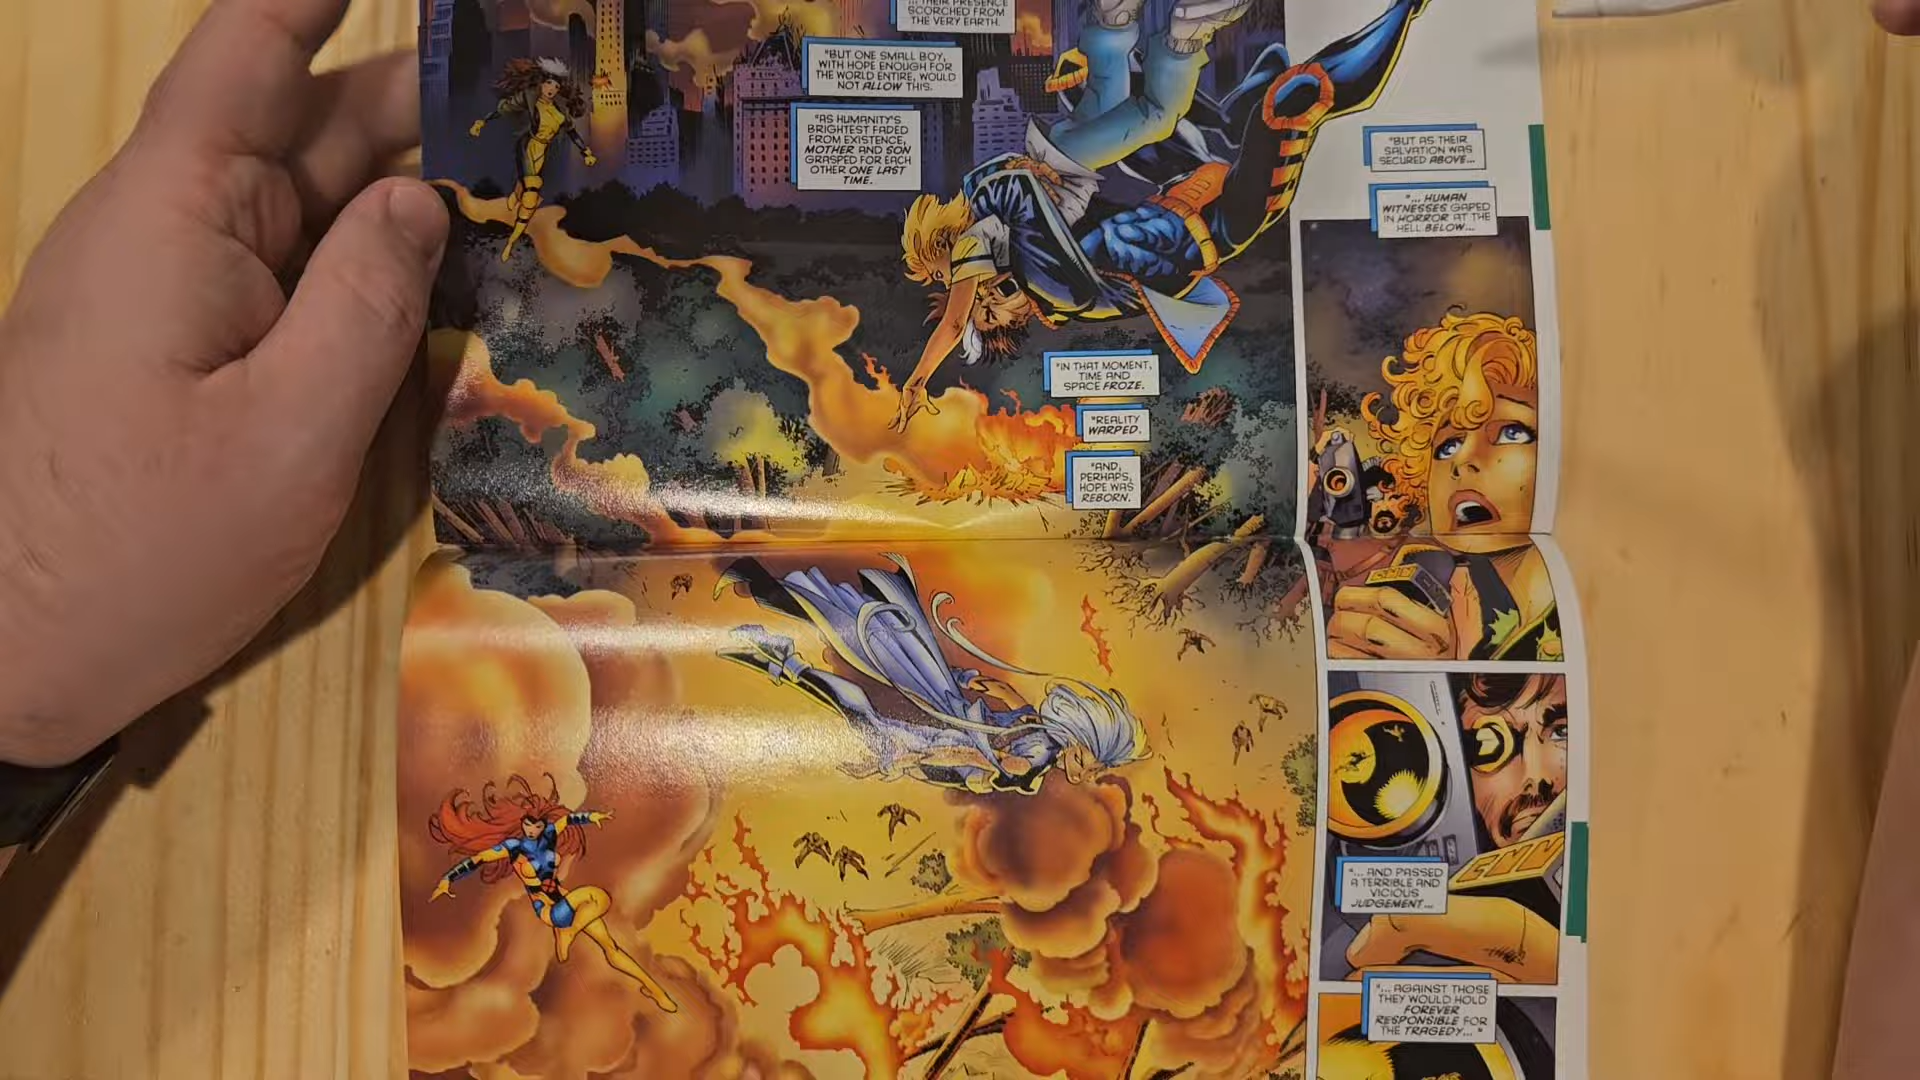 ... THEIR PRESENCE
SCORCHED FROM
THE VERY EARTH.
"BUT ONE SMALL BOY,
WITH HOPE ENOUGH FOR
THE WORLD ENTIRE, WOULD
NOT ALLOW THIS.
"AS HUMANITY'S
BRIGHTEST FADED
FROM EXISTENCE,
MOTHER AND SON
GRASPED FOR EACH
OTHER ONE LAST
TIME.
"IN THAT MOMENT,
TIME AND
SPACE FROZE.
"REALITY
WARPED.
"AND,
PERHAPS,
HOPE WAS
REBORN.
"BUT AS THEIR
SALVATION WAS
SECURED ABOVE...
"... HUMAN
WITNESSES GAPED
IN HORROR AT THE
HELL BELOW...
"... AND PASSED
A TERRIBLE AND
VICIOUS
JUDGEMENT...
"... AGAINST THOSE
THEY WOULD HOLD
FOREVER
RESPONSIBLE FOR
THE TRAGEDY... "